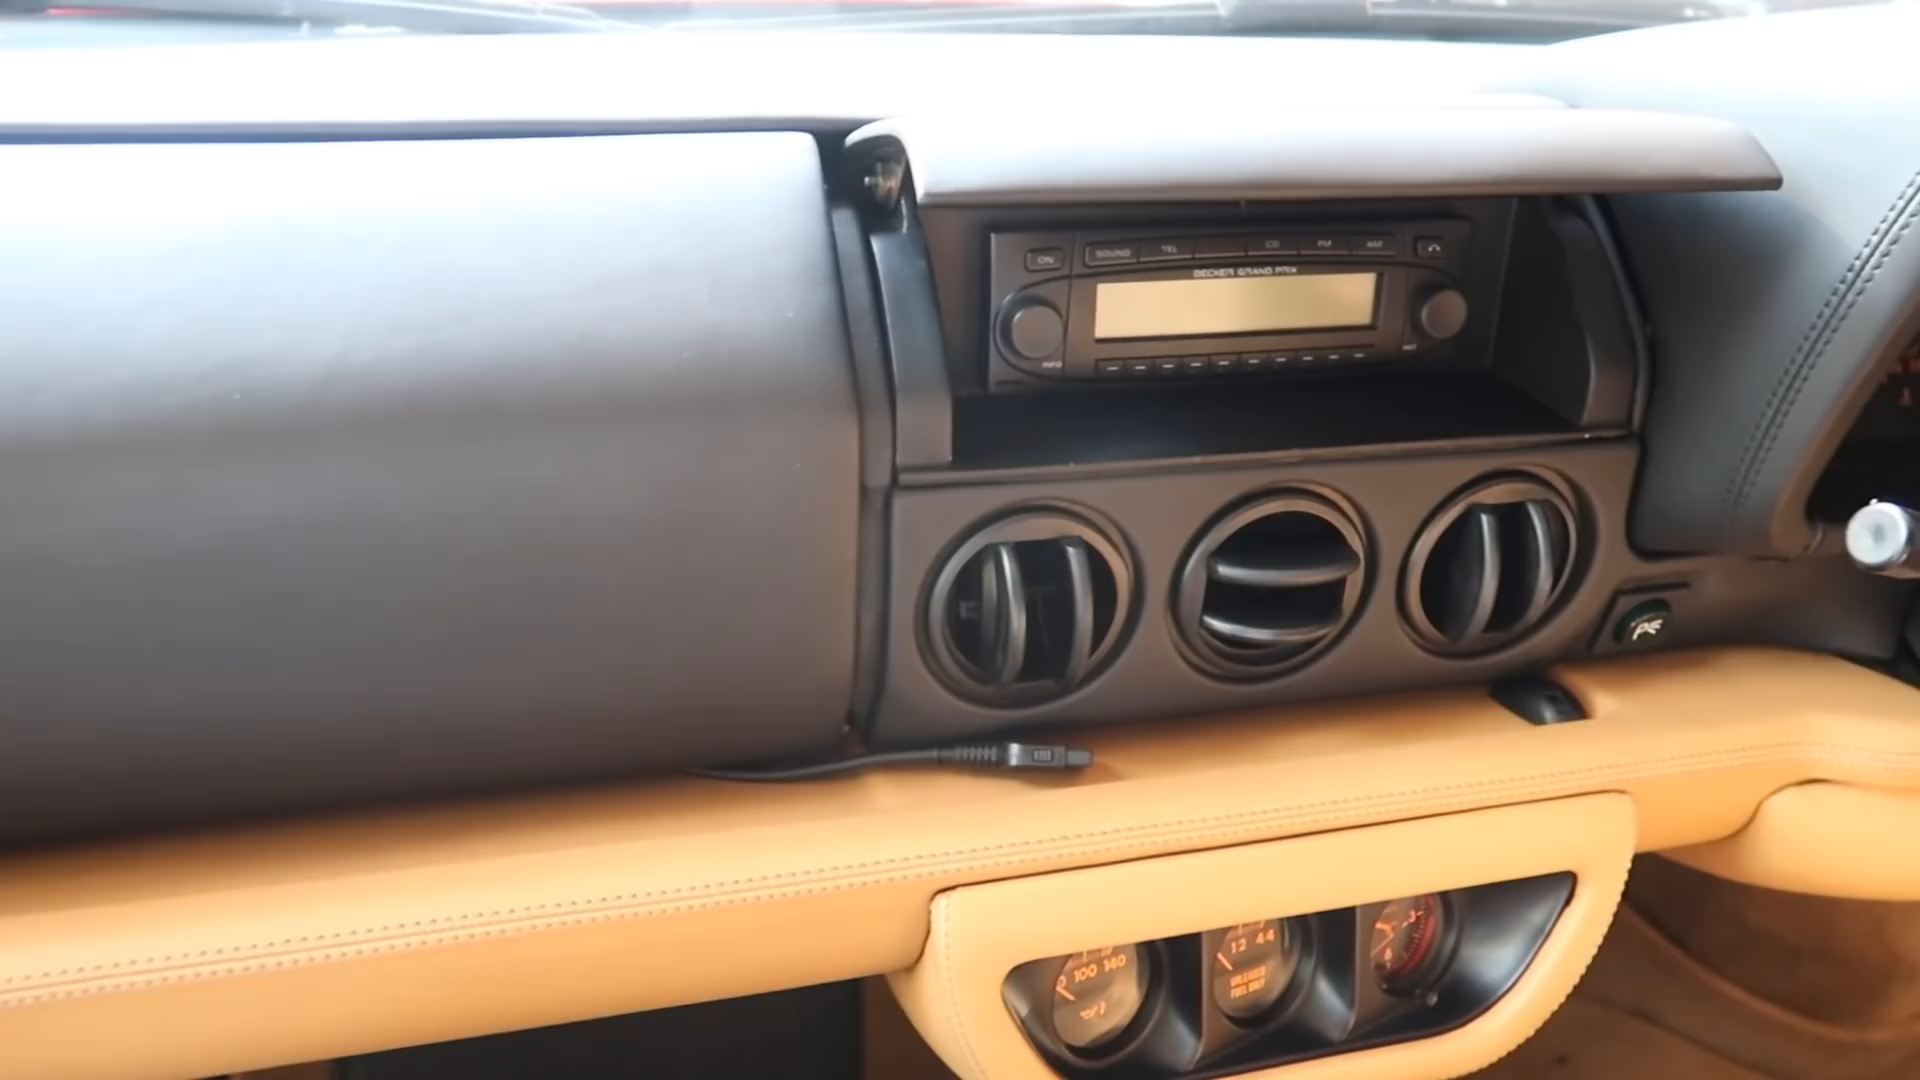 ON
SOUND
TEL
CD
FM
AM
BECKER GRAND PRIX
INFO
100 140
12 44
UNLEADED
FUEL ONLY